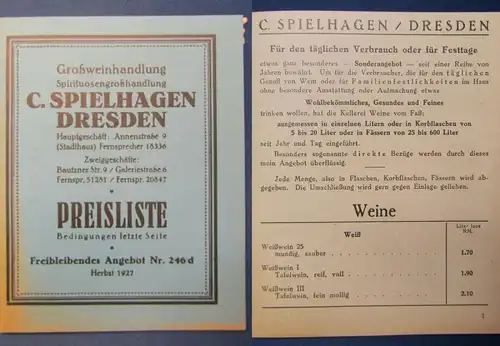 Großweinhandlung
Spirituosengroßhandlung
C. SPIELHAGEN
DRESDEN
Hauptgeschäft: Annenstraße 9
(Stadthaus) Fernsprecher 18336
Zweiggeschäfte:
Bautzner Str. 9 / Galeriestraße 6
Fernspr. 51281 / Fernspr. 20847
PREISLISTE
Bedingungen letzte Seite
Freibleibendes Angebot Nr. 246 d
Herbst 1927
C. SPIELHAGEN / DRESDEN
Für den täglichen Verbrauch oder für Festtage
etwas ganz besonderes - Sonderangebot - seit einer Reihe von
Jahren bewährt. Um für die Verbraucher, die für den täglichen
Genuß von Wein oder für Familienfestlichkeiten im Haus
ohne besondere Ausstattung oder Aufmachung etwas
Wohlbekömmliches, Gesundes und Feines
trinken wollen, hat die Kellerei Weine vom Faß:
ausgemessen in einzelnen Litern oder in Korbflaschen von
5 bis 20 Liter oder in Fässern von 25 bis 600 Liter
seit Jahr und Tag eingeführt.
Besonders sogenannte direkte Bezüge werden durch dieses
mein Angebot überflüssig.
Jede Menge, also in Flaschen, Korbflaschen, Fässern wird ab-
gegeben. Die Umschließung wird gern gegen Einlage geliehen.
Weine
Weiß
R.M.
Weißwein 25
mundig, sauber 1.70
Weißwein I
Tafelwein, reif, voll 1.90
Weißwein III
Tafelwein, fein mollig 2.10
1